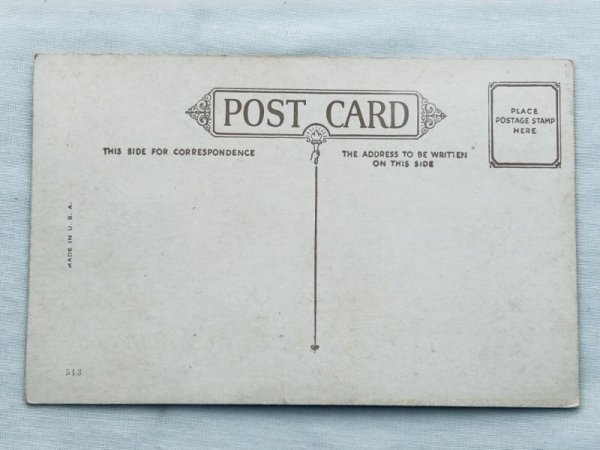 POST CARD
PLACE
POSTAGE STAMP
HERE
THIS SIDE FOR CORRESPONDENCE
THE ADDRESS TO BE WRITTEN
ON THIS SIDE
MADE IN U.S.A.
513